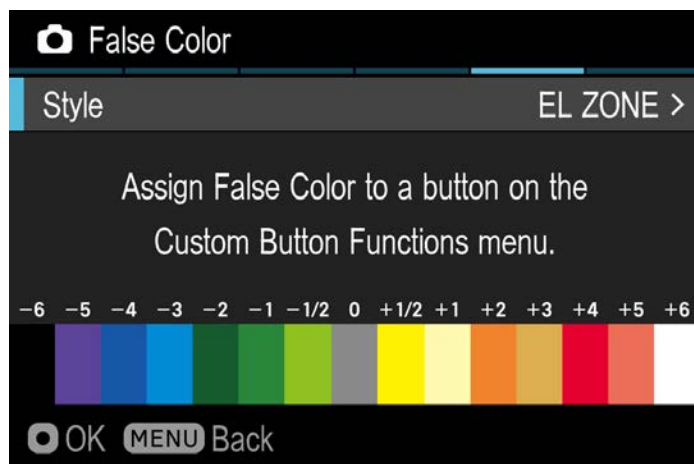 False Color
Style EL ZONE >
Assign False Color to a button on the
Custom Button Functions menu.
−6 −5 −4 −3 −2 −1 −1/2 0 +1/2 +1 +2 +3 +4 +5 +6
OK MENU Back